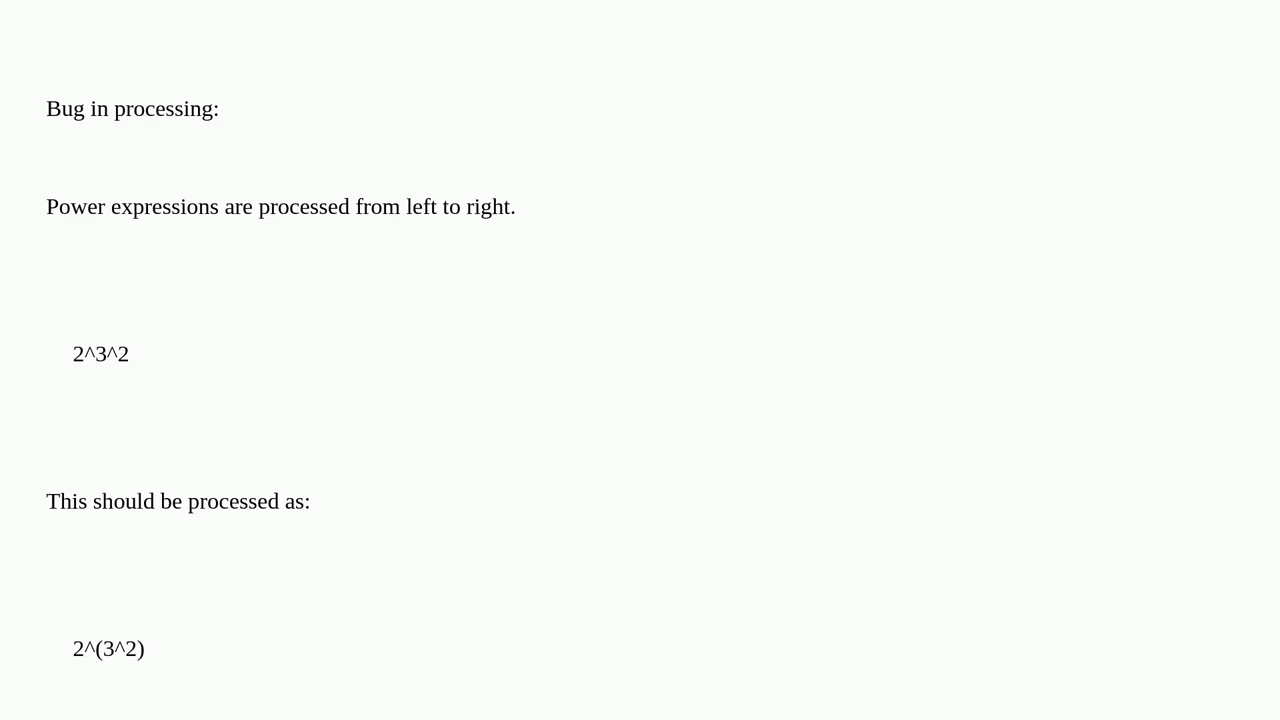 Bug in processing:
Power expressions are processed from left to right.
2^3^2
This should be processed as:
2^(3^2)